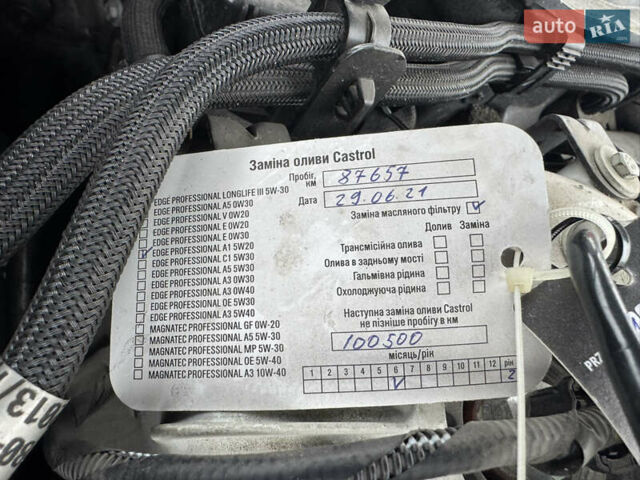 auto RIA
.com
Заміна оливи Castrol
Пробіг, км 87657
Дата 29.06.21
Заміна масляного фільтру
EDGE PROFESSIONAL LONGLIFE III 5W-30
EDGE PROFESSIONAL A5 0W30
EDGE PROFESSIONAL V 0W20
EDGE PROFESSIONAL E 0W20
EDGE PROFESSIONAL E 0W30
EDGE PROFESSIONAL A1 5W20
EDGE PROFESSIONAL C1 5W30
EDGE PROFESSIONAL A5 5W30
EDGE PROFESSIONAL A3 0W30
EDGE PROFESSIONAL A3 0W40
EDGE PROFESSIONAL OE 5W30
EDGE PROFESSIONAL A3 5W40
MAGNATEC PROFESSIONAL GF 0W-20
MAGNATEC PROFESSIONAL A5 5W-30
MAGNATEC PROFESSIONAL MP 5W-30
MAGNATEC PROFESSIONAL OE 5W-40
MAGNATEC PROFESSIONAL A3 10W-40
Долив Заміна
Трансмісійна олива
Олива в задньому мості
Гальмівна рідина
Охолоджуюча рідина
Наступна заміна оливи Castrol
не пізніше пробігу в км
100500
місяць/рік
1 2 3 4 5 6 7 8 9 10 11 12 рік
2
813/
PR7